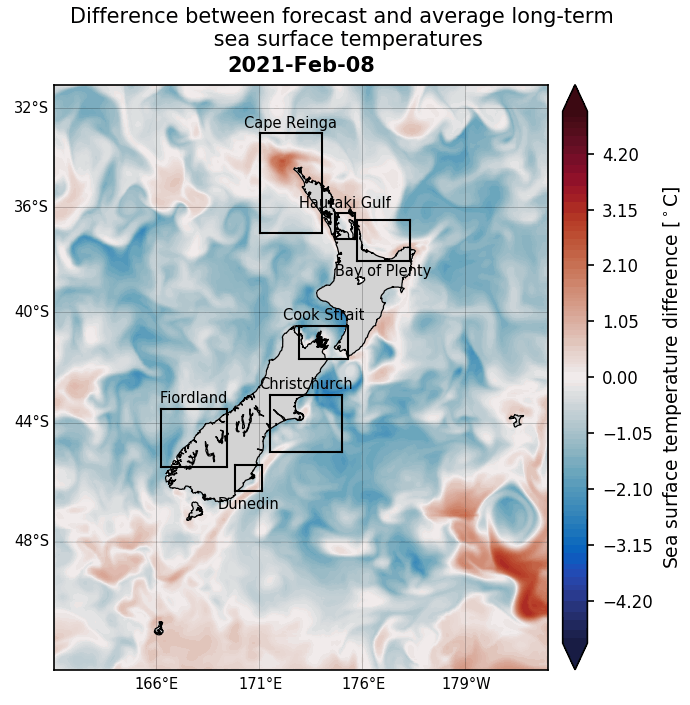 Difference between forecast and average long-term
sea surface temperatures
2021-Feb-08
32°S
36°S
40°S
44°S
48°S
Cape Reinga
Hauraki Gulf
Bay of Plenty
Cook Strait
Christchurch
Fiordland
Dunedin
166°E
171°E
176°E
179°W
4.20
3.15
2.10
1.05
0.00
−1.05
−2.10
−3.15
−4.20
Sea surface temperature difference [°C]